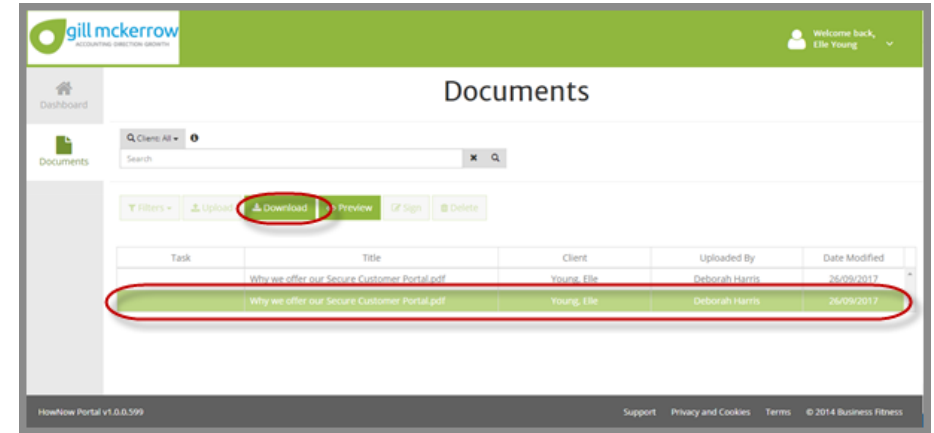 gill mckerrow
ACCOUNTING DIRECTION GROWTH
Welcome back,
Elle Young
Dashboard
Documents
Documents
Client: All
Search
Filters Upload Download Preview Sign Delete
Task Title Client Uploaded By Date Modified
Why we offer our Secure Customer Portal.pdf Young, Elle Deborah Harris 26/09/2017
Why we offer our Secure Customer Portal.pdf Young, Elle Deborah Harris 26/09/2017
HowNow Portal v1.0.0.599 Support Privacy and Cookies Terms © 2014 Business Fitness